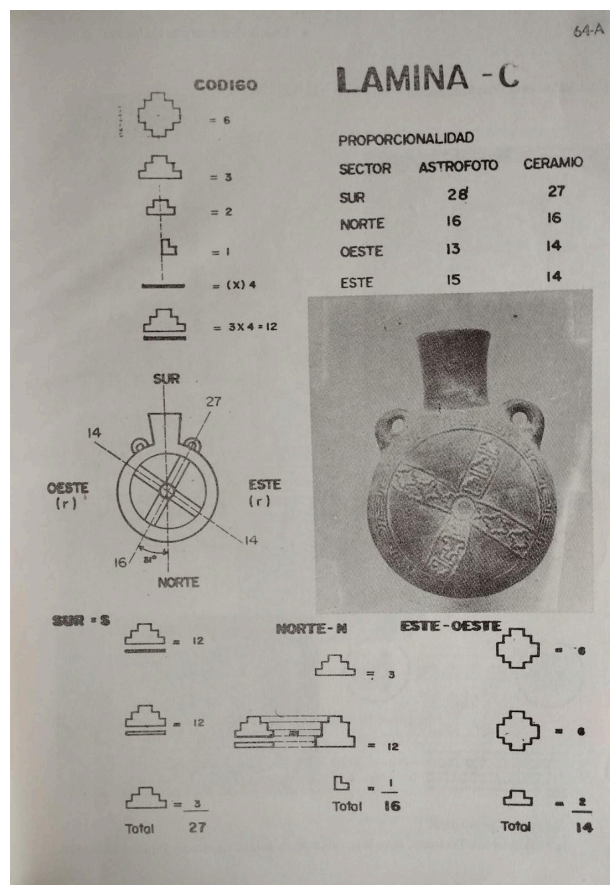 64-A
LAMINA - C
CODIGO
= 6
= 3
= 2
= 1
= (X) 4
= 3 X 4 = 12
PROPORCIONALIDAD
SECTOR ASTROFOTO CERAMIO
SUR 28 27
NORTE 16 16
OESTE 13 14
ESTE 15 14
SUR
27
14
OESTE
(r)
ESTE
(r)
14
16
31°
NORTE
SUR = S
= 12
= 12
= 3
Total 27
NORTE - N
= 3
= 12
= 1
Total 16
ESTE - OESTE
= 6
= 6
= 2
Total 14